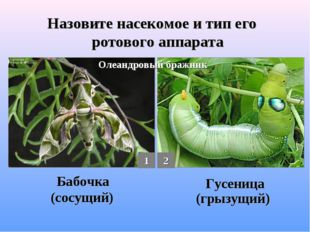 Назовите насекомое и тип его
ротового аппарата
Олеандровый бражник
1 2
Бабочка
(сосущий)
Гусеница
(грызущий)